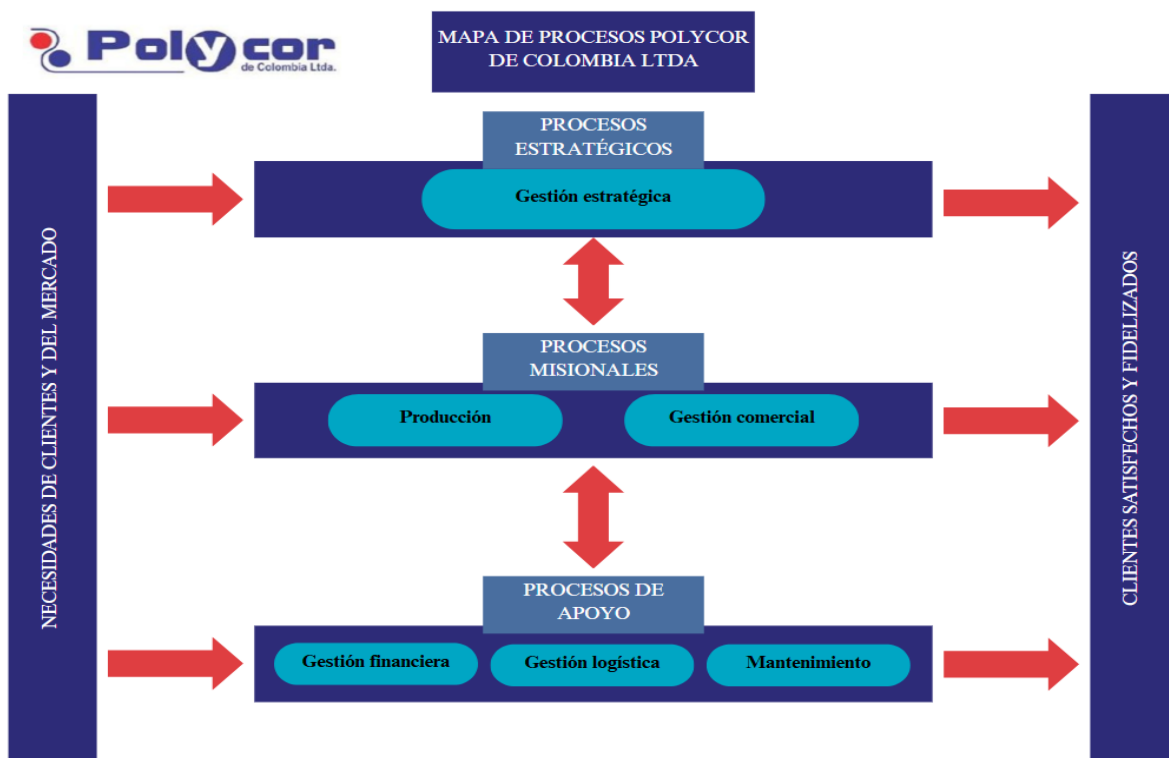 Polycor
de Colombia Ltda.
MAPA DE PROCESOS POLYCOR
DE COLOMBIA LTDA
NECESIDADES DE CLIENTES Y DEL MERCADO
PROCESOS
ESTRATÉGICOS
Gestión estratégica
PROCESOS
MISIONALES
Producción
Gestión comercial
PROCESOS DE
APOYO
Gestión financiera
Gestión logística
Mantenimiento
CLIENTES SATISFECHOS Y FIDELIZADOS